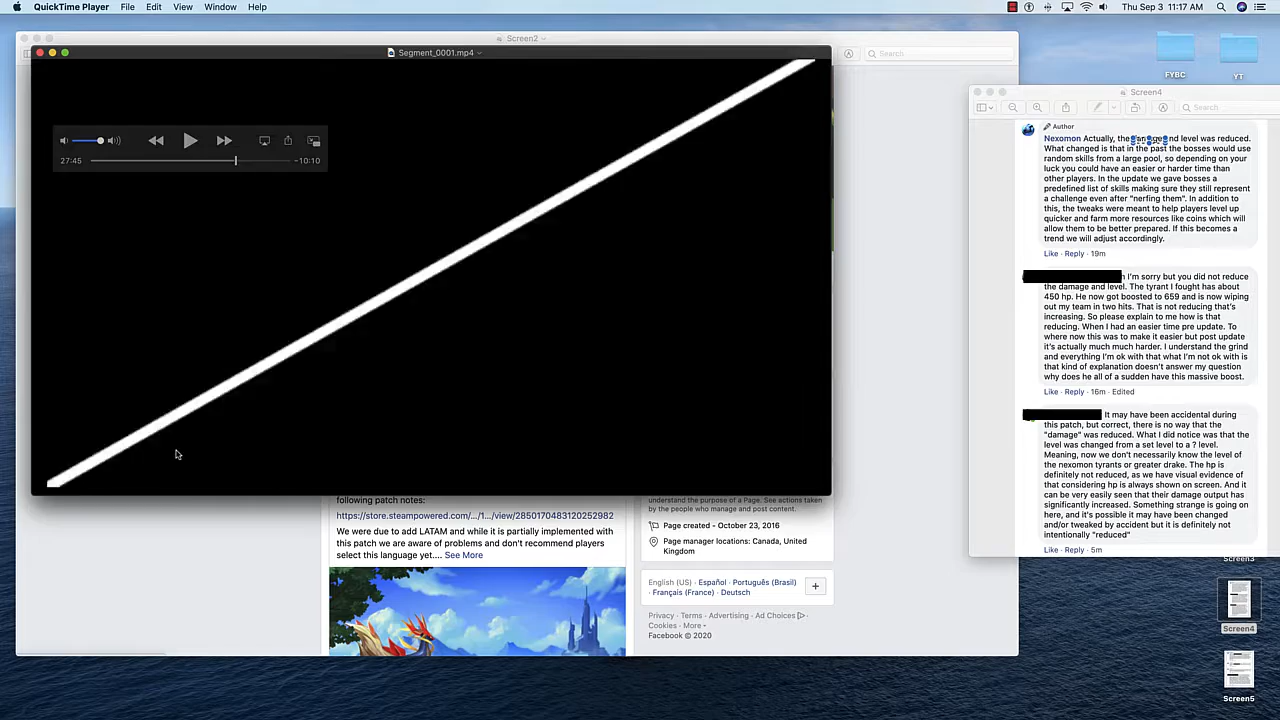 QuickTime Player File Edit View Window Help
Thu Sep 3 11:17 AM
Screen2
Segment_0001.mp4
Search
27:45
-10:10
FYBC
YT
Screen4
Search
Author
Nexomon Actually, the damage and level was reduced.
What changed is that in the past the bosses would use
random skills from a large pool, so depending on your
luck you could have an easier or harder time than
other players. In the update we gave bosses a
predefined list of skills making sure they still represent
a challenge even after "nerfing them". In addition to
this, the tweaks were meant to help players level up
quicker and farm more resources like coins which will
allow them to be better prepared. If this becomes a
trend we will adjust accordingly.
Like · Reply · 19m
I'm sorry but you did not reduce
the damage and level. The tyrant I fought has about
450 hp. He now got boosted to 659 and is now wiping
out my team in two hits. That is not reducing that's
increasing. So please explain to me how is that
reducing. When I had an easier time pre update. To
where now this was to make it easier but post update
it's actually much much harder. I understand the grind
and everything I'm ok with that what I'm not ok with is
that kind of explanation doesn't answer my question
why does he all of a sudden have this massive boost.
Like · Reply · 16m · Edited
It may have been accidental during
this patch, but correct, there is no way that the
"damage" was reduced. What I did notice was that the
level was changed from a set level to a ? level.
Meaning, now we don't necessarily know the level of
the nexomon tyrants or greater drake. The hp is
definitely not reduced, as we have visual evidence of
that considering hp is always shown on screen. And it
can be very easily seen that their damage output has
significantly increased. Something strange is going on
here, and it's possible it may have been changed
and/or tweaked by accident but it is definitely not
intentionally "reduced"
Like · Reply · 5m
following patch notes:
https://store.steampowered.com/.../1.../view/2850170483120252982
We were due to add LATAM and while it is partially implemented with
this patch we are aware of problems and don't recommend players
select this language yet.... See More
understand the purpose of a Page. See actions taken
by the people who manage and post content.
Page created - October 23, 2016
Page manager locations: Canada, United
Kingdom
English (US) · Español · Português (Brasil)
· Français (France) · Deutsch
Privacy · Terms · Advertising · Ad Choices ·
Cookies · More
Facebook © 2020
Screen3
Screen4
Screen5